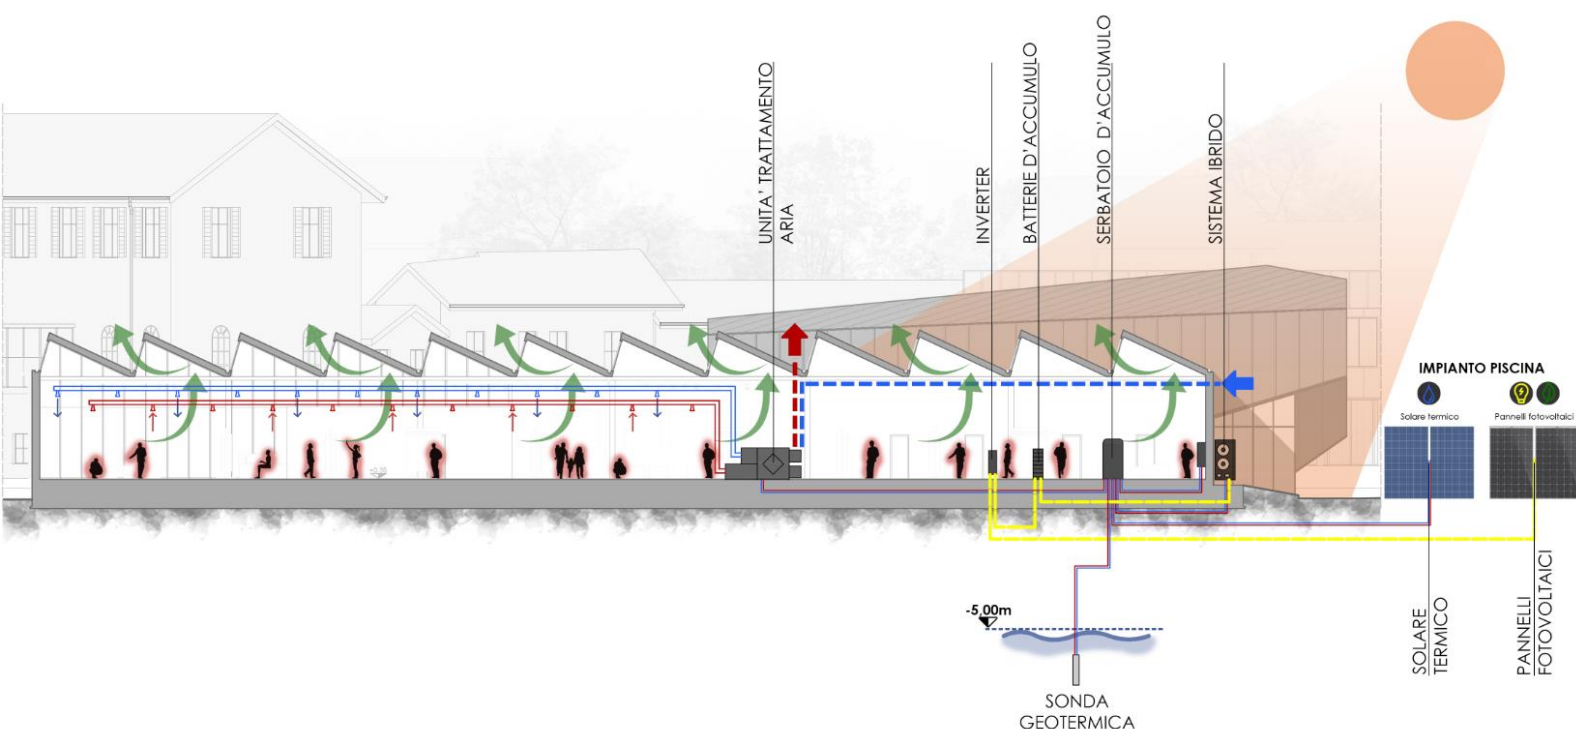 UNITA' TRATTAMENTO
ARIA
INVERTER
BATTERIE D'ACCUMULO
SERBATOIO D'ACCUMULO
SISTEMA IBRIDO
IMPIANTO PISCINA
Solare termico
Pannelli fotovoltaici
-5,00m
SONDA
GEOTERMICA
SOLARE
TERMICO
PANNELLI
FOTOVOLTAICI